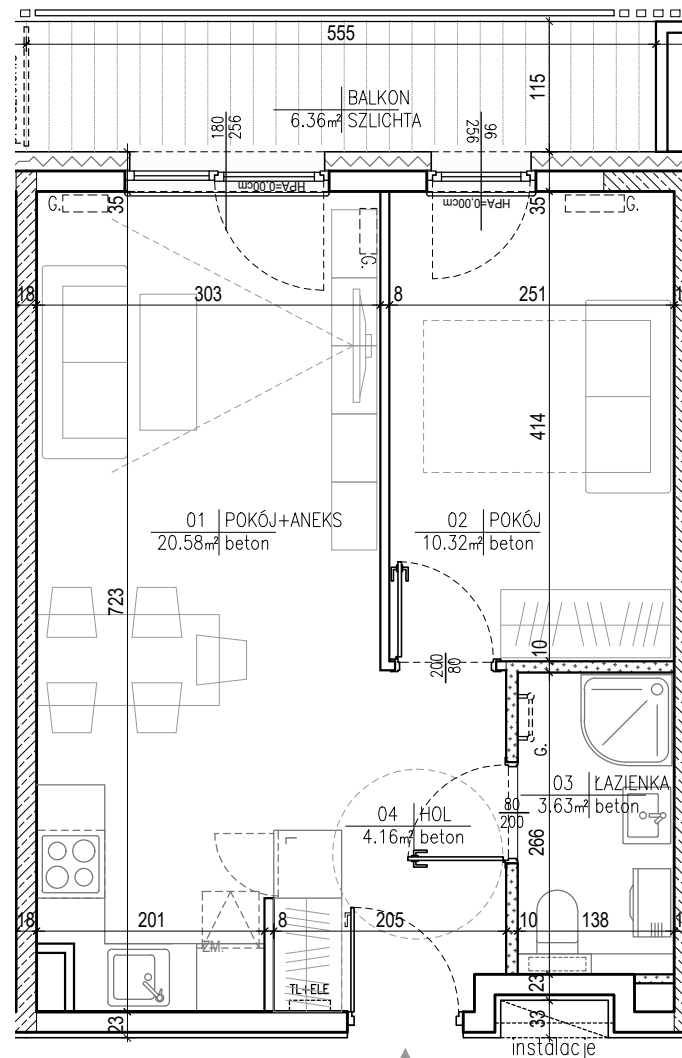 555
115
BALKON
6.36m² SZLICHTA
180
256
96
256
HPA=0,00cm
HPA=0,00cm
G.
35
G.
35
G.
18
303
8
251
1
414
01 POKÓJ+ANEKS
20.58m² beton
02 POKÓJ
10.32m² beton
723
10
200
80
G.
03 ŁAZIENKA
3.63m² beton
80
200
04 HOL
4.16m² beton
266
L
18
201
8
205
10
138
1
ZM.
TL+ELE
23
23
33
instalacje